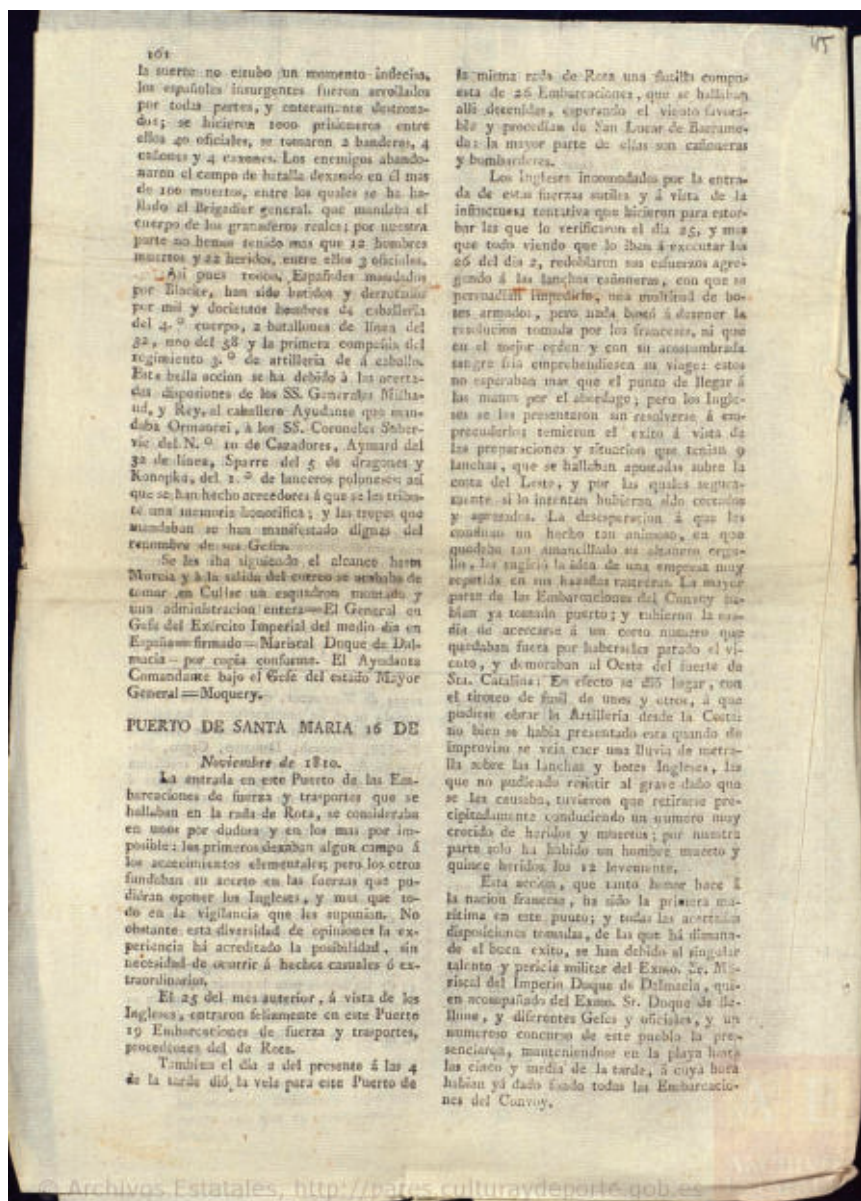 161
45
la suerte no estubo un momento indecisa,
los españoles insurgentes fueron arrollados
por todas partes, y enteramente destroza-
dos; se hicieron 1000 prisioneros entre
ellos 40 oficiales, se tomaron 2 banderas, 4
cañones y 4 caxones. Los enemigos abando-
naron el campo de batalla dexando en él mas
de 100 muertos, entre los quales se ha ha-
llado el Brigadier general, que mandaba el
cuerpo de los granaderos reales; por nuestra
parte no hemos tenido mas que 12 hombres
muertos y 22 heridos, entre ellos 3 oficiales.
Asi pues Españoles mandados
por Blacke, han sido batidos y derrotados
por mil y docientos hombres de caballeria
del 4.º cuerpo, 2 batallones de linea del
32, uno del 58 y la primera compañia del
regimiento 3.º de artilleria de á caballo.
Esta bella accion se ha debido à las acerta-
das disposiones de los SS. Generales Milha-
ud, y Rey, al caballero Ayudante que man-
daba Ormancei, à los SS. Coroneles Suber-
vic del N.º 10 de Cazadores, Aymard del
32 de linea, Sparre del 5 de dragones y
Konopka, del 1.º de lanceros poloneses; asi
que se han hecho acreedores á que se les tribu-
te una memoria honorifica; y las tropas que
mandaban se han manifestado dignas del
renombre de sus Gefes.
Se les iba siguiendo el alcance hasta
Murcia y à la salida del correo se acababa de
tomar en Cullar un esquadron montado y
una administracion entera=El General en
Gefe del Exército Imperial del medio dia en
España=firmado=Mariscal Duque de Dal-
macia=por copia conforme. El Ayudante
Comandante bajo el Gefe del estado Mayor
General=Moquery.
PUERTO DE SANTA MARIA 16 DE
Noviembre de 1810.
La entrada en este Puerto de las Em-
barcaciones de fuerza y trasportes que se
hallaban en la rada de Rota, se consideraba
en unos por dudosa y en los mas por im-
posible: los primeros dexaban algun campo á
los acaecimientos elementales; pero los otros
fundaban su acerto en las fuerzas que pu-
diéran oponer los Ingleses, y mas que to-
do en la vigilancia que les suponian. No
obstante esta diversidad de opiniones la ex-
periencia há acreditado la posibilidad, sin
necesidad de ocurrir á hechos casuales ó ex-
traordinarios.
El 25 del mes anterior, á vista de los
Ingleses, entraron felizmente en este Puerto
19 Embarcaciones de fuerza y trasportes,
procedentes del de Rota.
Tambien el dia 2 del presente á las 4
de la tarde dió la vela para este Puerto de
la misma rada de Rota una flotilla compu-
esta de 26 Embarcaciones, que se hallaban
alli detenidas, esperando el viento favora-
ble y procedian de San Lucar de Barrame-
da: la mayor parte de ellas son cañoneras
y bombarderes.
Los Ingleses incomodados por la entra-
da de estas fuerzas sutiles y á vista de la
infructuosa tentativa que hicieron para estor-
bar las que lo verificaron el dia 25, y mas
que todo viendo que lo iban á executar las
26 del dia 2, redoblaron sus esfuerzos agre-
gando á las lanchas cañoneras, con que se
persuadian impedirlo, una multitud de bo-
tes armados, pero nada bastó á detener la
resolucion tomada por los franceses, ni que
en el mejor orden y con su acostumbrada
sangre fria emprehendiesen su viage: estos
no esperaban mas que el punto de llegar á
las manos por el abordage; pero los Ingle-
ses se les presentaron sin resolverse á em-
prenderlo; temieron el exito á vista de
las preparaciones y situacion que tenian 9
lanchas, que se hallaban apostadas sobre la
costa del Leste, y por las quales segura-
mente si lo intentan hubieran sido cortados
y apresados. La desesperacion á que les
conduxo un hecho tan animoso, en que
quedaba tan amancillado su altanero orgu-
llo, les sugirió la idea de una empresa muy
repetida en sus hazañas rastreras. La mayor
parte de las Embarcaciones del Convoy ha-
bian ya tomado puerto; y tubieron la osa-
dia de acercarse á un corto numero que
quedaban fuera por haberseles parado el vi-
ento, y demoraban al Oeste del fuerte de
Sta. Catalina: En efecto se dió lugar, con
el tiroteo de fusil de unos y otros, á que
pudiese obrar la Artilleria desde la Costa:
no bien se habia presentado esta quando de
improviso se veia caer una lluvia de metra-
lla sobre las lanchas y botes Ingleses, las
que no pudiendo resistir al grave daño que
se les causaba, tuvieron que retirarse pre-
cipitadamente conduciendo un numero muy
crecido de heridos y muertos; por nuestra
parte solo ha habido un hombre muerto y
quince heridos los 12 levemente.
Esta accion, que tanto honor hace á
la nacion francesa, ha sido la primera ma-
ritima en este punto; y todas las acertadas
disposiciones tomadas, de las que há dimana-
do el buen exito, se han debido al singular
talento y pericia militar del Exmo. Sr. Ma-
riscal del Imperio Duque de Dalmacia, qui-
en acompañado del Exmo. Sr. Duque de Be-
llune, y diferentes Gefes y oficiales, y un
numeroso concurso de este pueblo la pre-
senciaron, manteniendose en la playa hasta
las cinco y media de la tarde, á cuya hora
habian ya dado fondo todas las Embarcacio-
nes del Convoy.
© Archivos Estatales, http://pares.culturaydeporte.gob.es